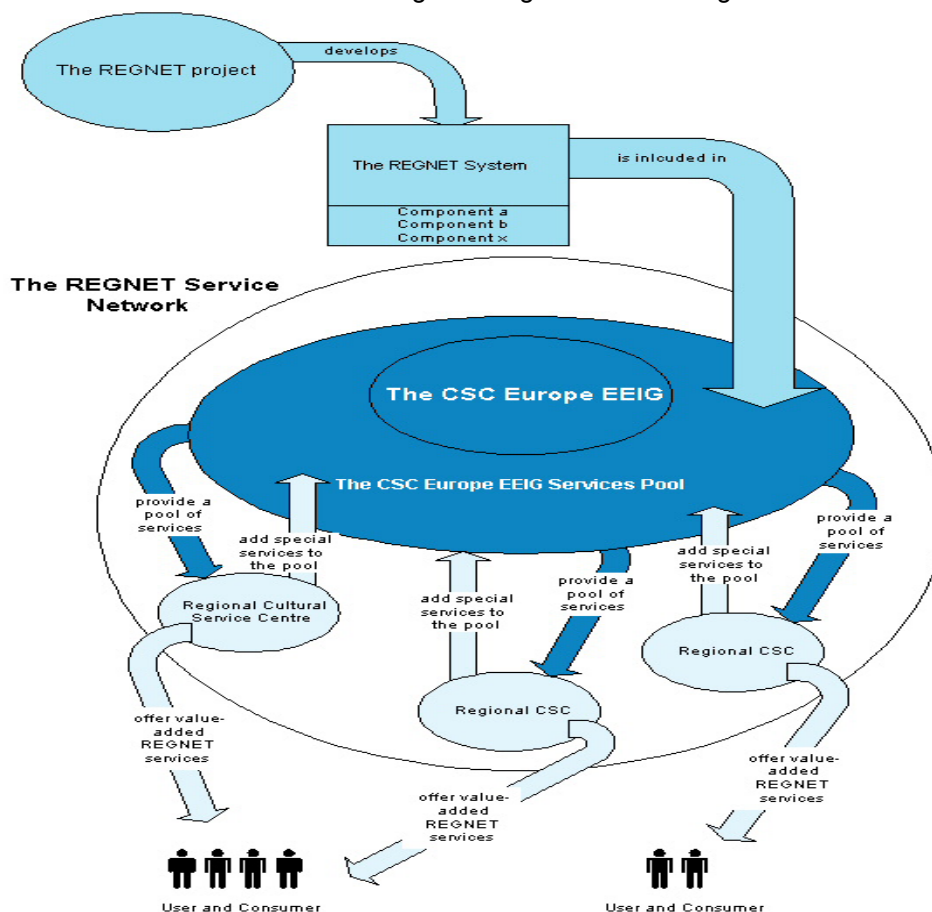 develops
The REGNET project
The REGNET System
is inlcuded in
Component a
Component b
Component x
The REGNET Service
Network
The CSC Europe EEIG
The CSC Europe EEIG Services Pool
provide a
pool of
services
add special
services to
the pool
add special
services to
the pool
provide a
pool of
services
add special
services to
the pool
provide a
pool of
services
Regional Cultural
Service Centre
Regional CSC
Regional CSC
offer value-
added
REGNET
services
offer value-
added
REGNET
services
offer value-
added
REGNET
services
User and Consumer
User and Consumer